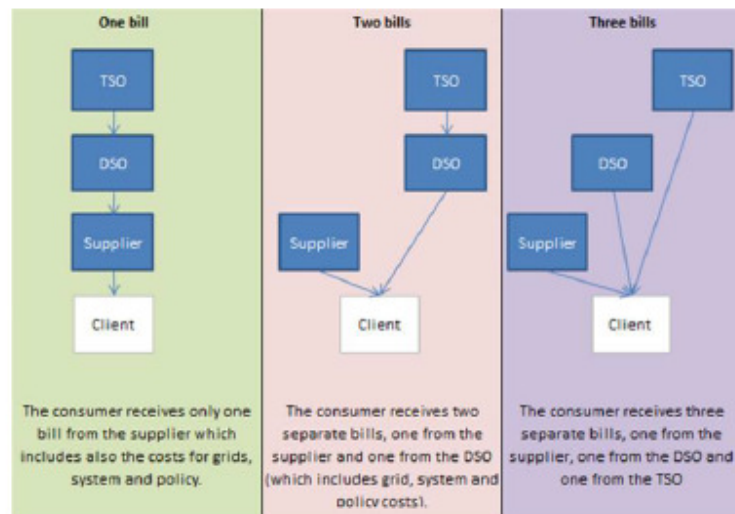 One bill
TSO
DSO
Supplier
Client
The consumer receives only one
bill from the supplier which
includes also the costs for grids,
system and policy.
Two bills
TSO
DSO
Supplier
Client
The consumer receives two
separate bills, one from the
supplier and one from the DSO
(which includes grid, system and
policy costs).
Three bills
TSO
DSO
Supplier
Client
The consumer receives three
separate bills, one from the
supplier, one from the DSO and
one from the TSO